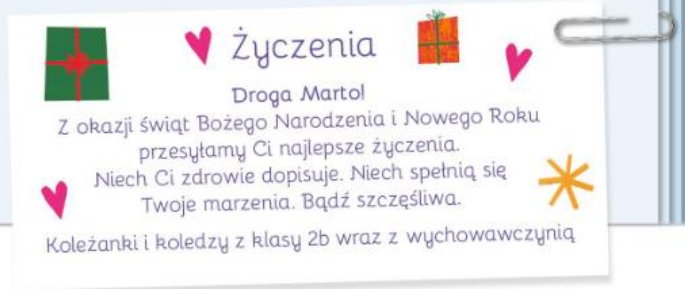 Życzenia
Droga Marto!
Z okazji świąt Bożego Narodzenia i Nowego Roku
przesyłamy Ci najlepsze życzenia.
Niech Ci zdrowie dopisuje. Niech spełnią się
Twoje marzenia. Bądź szczęśliwa.
Koleżanki i koledzy z klasy 2b wraz z wychowawczynią